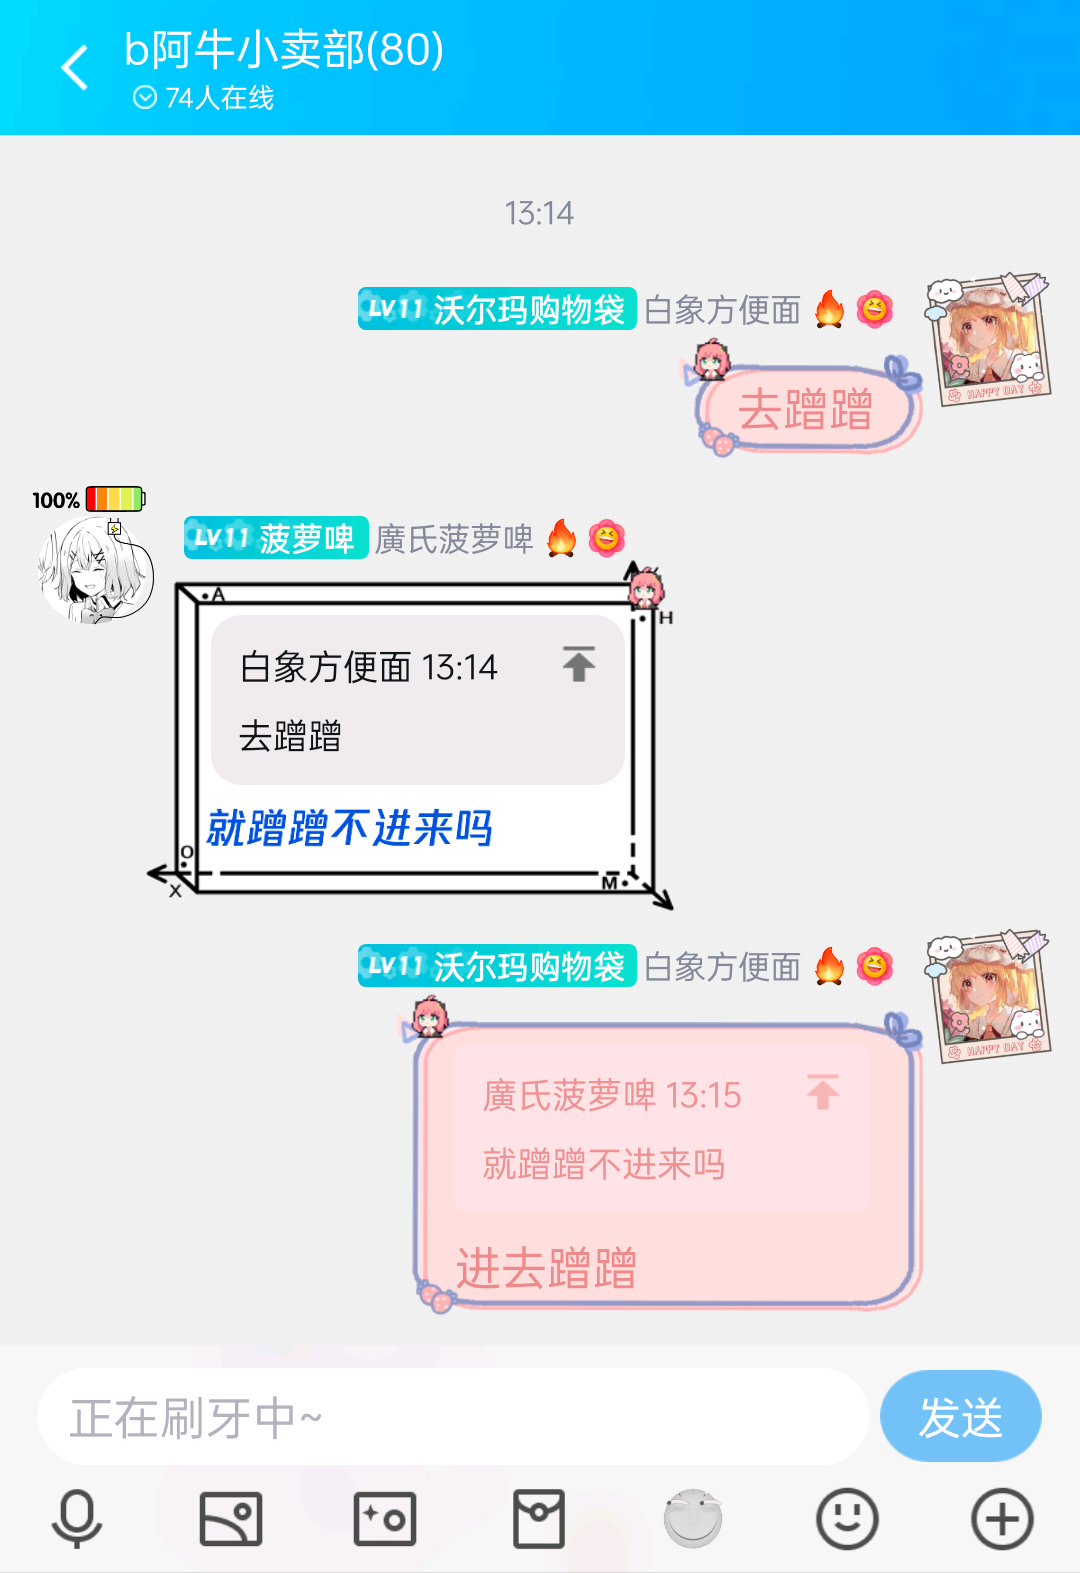 b阿牛小卖部(80)
74人在线
13:14
LV11 沃尔玛购物袋 白象方便面 🔥 😆
去蹭蹭
HAPPY DAY
100%
LV11 菠萝啤 廣氏菠萝啤 🔥 😆
A
H
白象方便面 13:14
去蹭蹭
就蹭蹭不进来吗
O
X
M
LV11 沃尔玛购物袋 白象方便面 🔥 😆
HAPPY DAY
廣氏菠萝啤 13:15
就蹭蹭不进来吗
进去蹭蹭
正在刷牙中~
发送